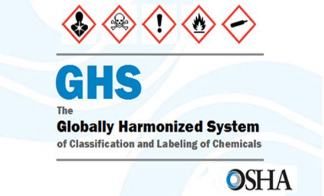 GHS
The
Globally Harmonized System
of Classification and Labeling of Chemicals
OSHA